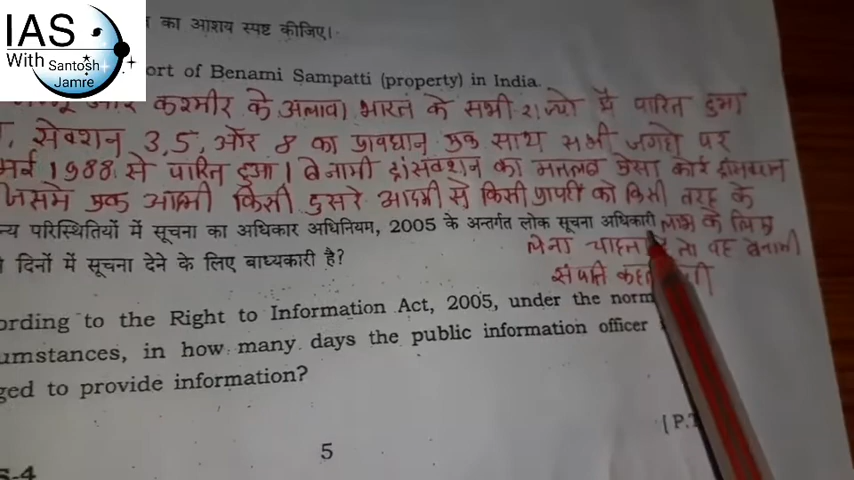 IAS
With Santosh
Jamre
का आशय स्पष्ट कीजिए।
ort of Benami Sampatti (property) in India.
और कश्मीर के अलावा भारत के सभी राज्यो मे पारित हुआ
सेक्शन 3,5, और 8 का प्रावधान एक साथ सभी जगहो पर
मई 1988 से पारित हुआ। बेनामी ट्रांसक्शन का मतलब ऐसा कोई
जिसमे एक आदमी किसी दुसरे आदमी से किसी प्रापर्टी को किसी तरह के
न्य परिस्थितियों में सूचना का अधिकार अधिनियम, 2005 के अन्तर्गत लोक सूचना अधिकारी लाभ के लिए
लेना चाहता तो वह बेनामी
दिनों में सूचना देने के लिए बाध्यकारी है?
संपति
ording to the Right to Information Act, 2005, under the norm
umstances, in how many days the public information officer
ged to provide information?
[P.T
5
S-4